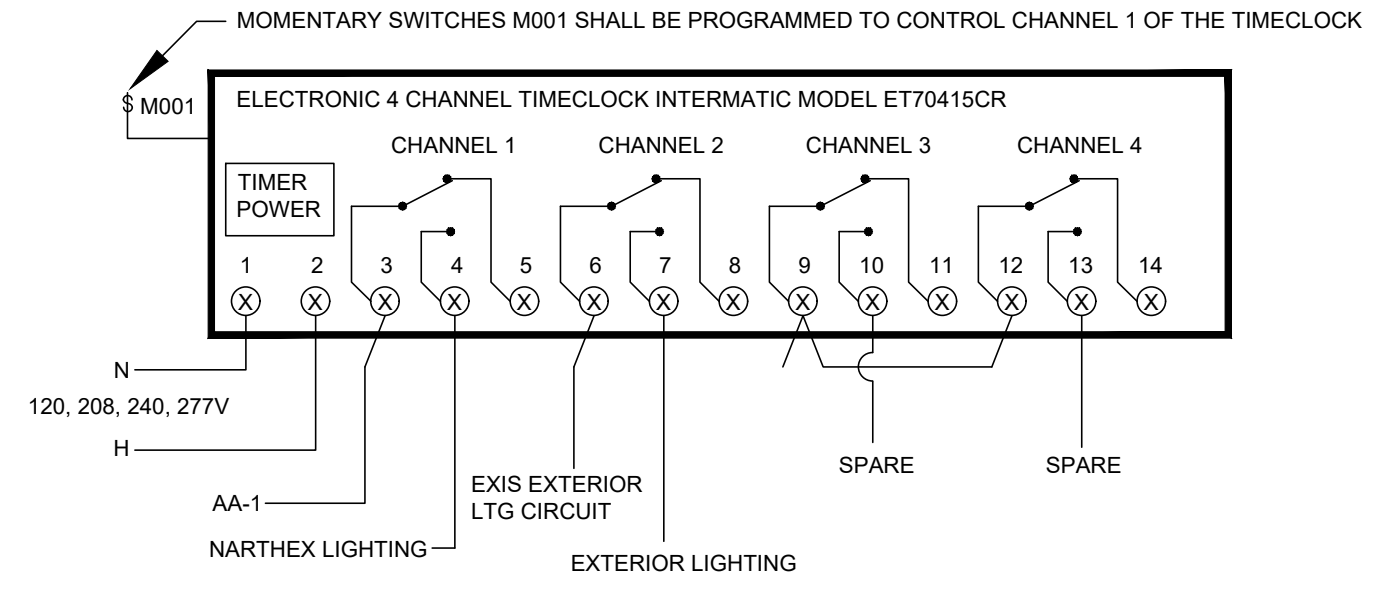 MOMENTARY SWITCHES M001 SHALL BE PROGRAMMED TO CONTROL CHANNEL 1 OF THE TIMECLOCK
$ M001
ELECTRONIC 4 CHANNEL TIMECLOCK INTERMATIC MODEL ET70415CR
CHANNEL 1 CHANNEL 2 CHANNEL 3 CHANNEL 4
TIMER
POWER
1 2 3 4 5 6 7 8 9 10 11 12 13 14
X X X X X X X X X X X X X X
N
120, 208, 240, 277V
H
SPARE SPARE
EXIS EXTERIOR
LTG CIRCUIT
AA-1
NARTHEX LIGHTING
EXTERIOR LIGHTING